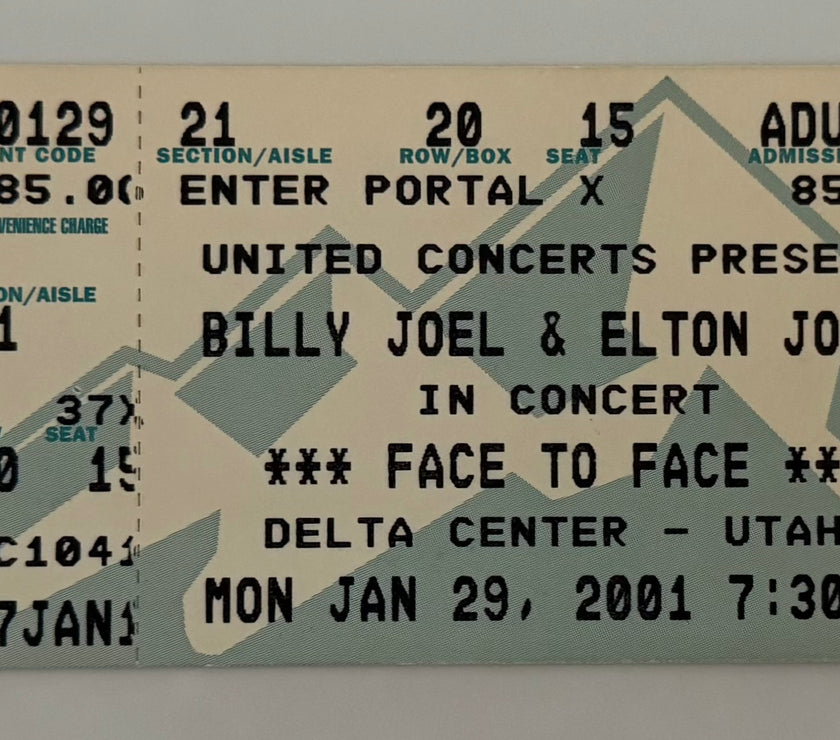 0129
NT CODE
85.00
VENIENCE CHARGE
ON/AISLE
1
37X
SEAT
0 15
C1041
7JAN1
21 20 15 ADU
SECTION/AISLE ROW/BOX SEAT ADMISS
ENTER PORTAL X 85
UNITED CONCERTS PRESE
BILLY JOEL & ELTON JO
IN CONCERT
*** FACE TO FACE **
DELTA CENTER - UTAH
MON JAN 29, 2001 7:30